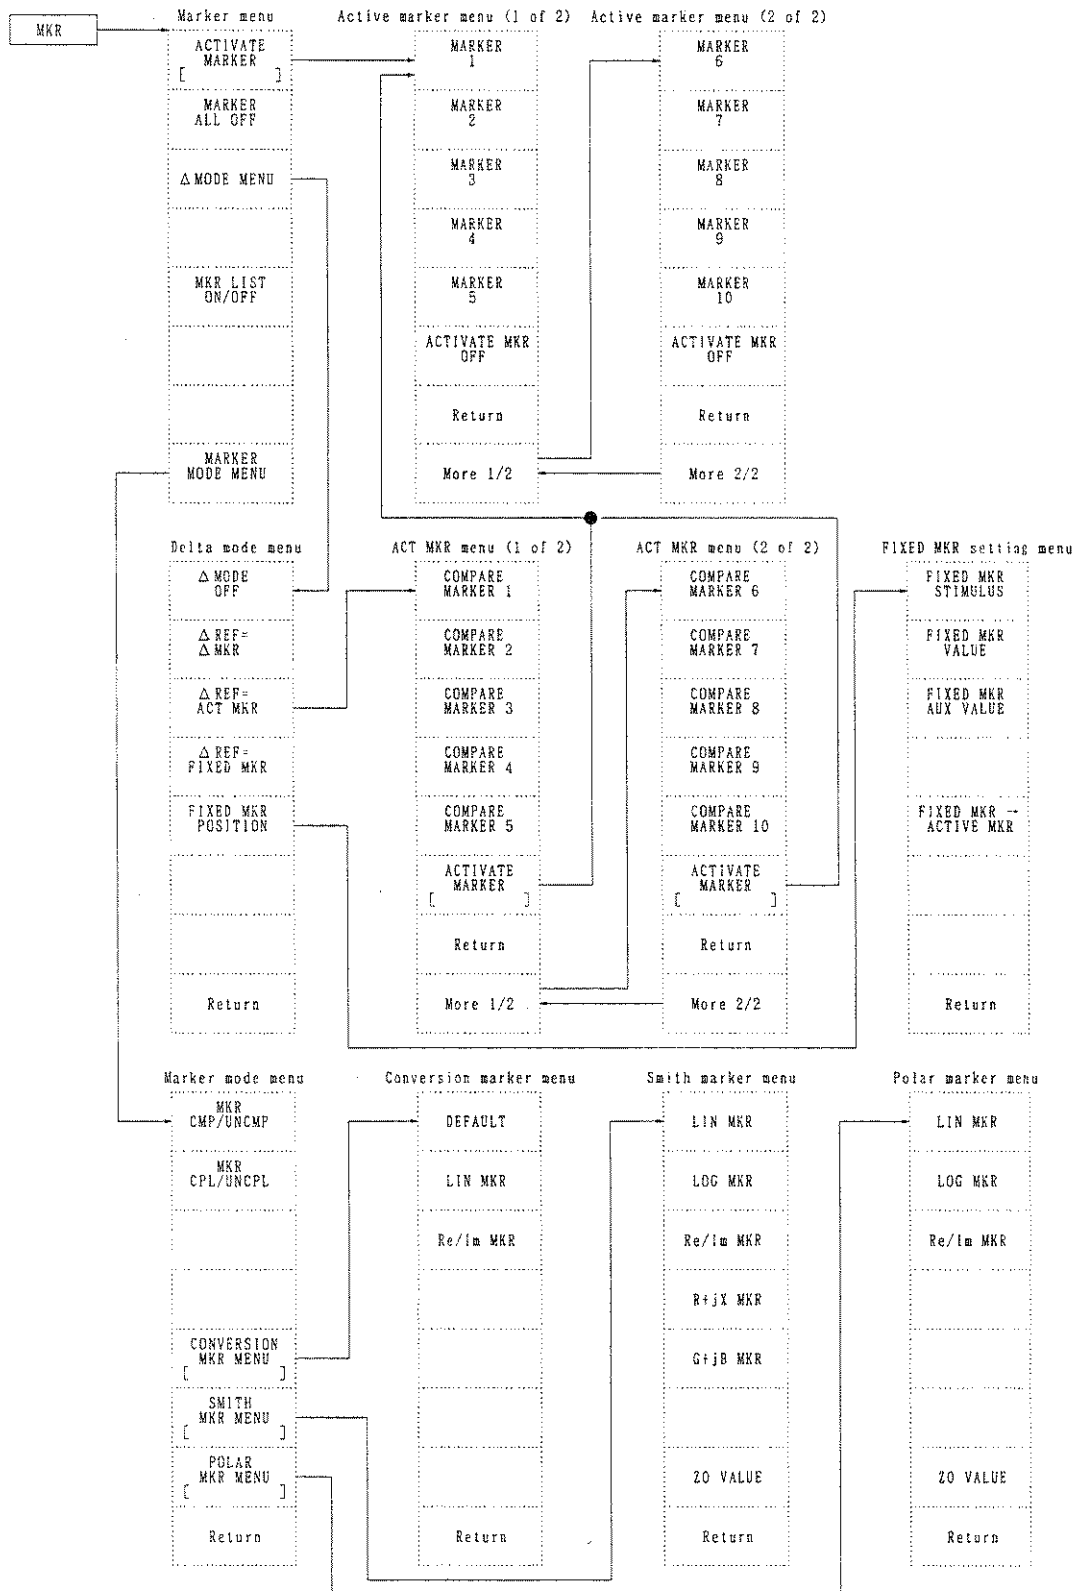 MKR
Marker menu
ACTIVATE
MARKER
[ ]
MARKER
ALL OFF
Δ MODE MENU
MKR LIST
ON/OFF
MARKER
MODE MENU
Active marker menu (1 of 2)
MARKER
1
MARKER
2
MARKER
3
MARKER
4
MARKER
5
ACTIVATE MKR
OFF
Return
More 1/2
Active marker menu (2 of 2)
MARKER
6
MARKER
7
MARKER
8
MARKER
9
MARKER
10
ACTIVATE MKR
OFF
Return
More 2/2
Delta mode menu
Δ MODE
OFF
Δ REF=
Δ MKR
Δ REF=
ACT MKR
Δ REF=
FIXED MKR
FIXED MKR
POSITION
Return
ACT MKR menu (1 of 2)
COMPARE
MARKER 1
COMPARE
MARKER 2
COMPARE
MARKER 3
COMPARE
MARKER 4
COMPARE
MARKER 5
ACTIVATE
MARKER
[ ]
Return
More 1/2
ACT MKR menu (2 of 2)
COMPARE
MARKER 6
COMPARE
MARKER 7
COMPARE
MARKER 8
COMPARE
MARKER 9
COMPARE
MARKER 10
ACTIVATE
MARKER
[ ]
Return
More 2/2
FIXED MKR setting menu
FIXED MKR
STIMULUS
FIXED MKR
VALUE
FIXED MKR
AUX VALUE
FIXED MKR →
ACTIVE MKR
Return
Marker mode menu
MKR
CMP/UNCMP
MKR
CPL/UNCPL
CONVERSION
MKR MENU
[ ]
SMITH
MKR MENU
[ ]
POLAR
MKR MENU
[ ]
Return
Conversion marker menu
DEFAULT
LIN MKR
Re/Im MKR
Return
Smith marker menu
LIN MKR
LOG MKR
Re/Im MKR
R+jX MKR
G+jB MKR
Z0 VALUE
Return
Polar marker menu
LIN MKR
LOG MKR
Re/Im MKR
Z0 VALUE
Return